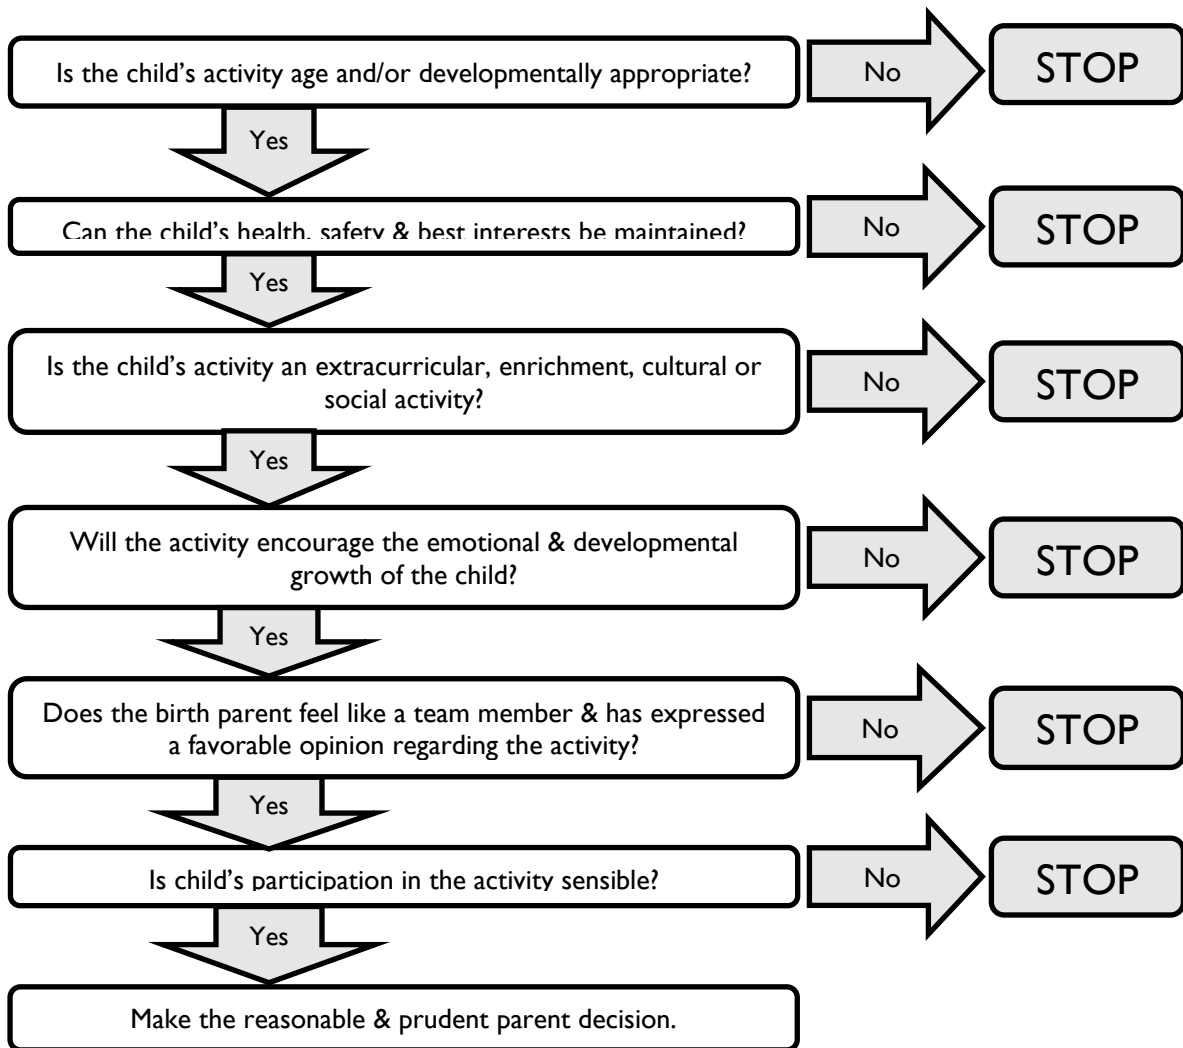 Is the child’s activity age and/or developmentally appropriate?
No
STOP
Yes
Can the child’s health, safety & best interests be maintained?
No
STOP
Yes
Is the child’s activity an extracurricular, enrichment, cultural or
social activity?
No
STOP
Yes
Will the activity encourage the emotional & developmental
growth of the child?
No
STOP
Yes
Does the birth parent feel like a team member & has expressed
a favorable opinion regarding the activity?
No
STOP
Yes
Is child’s participation in the activity sensible?
No
STOP
Yes
Make the reasonable & prudent parent decision.